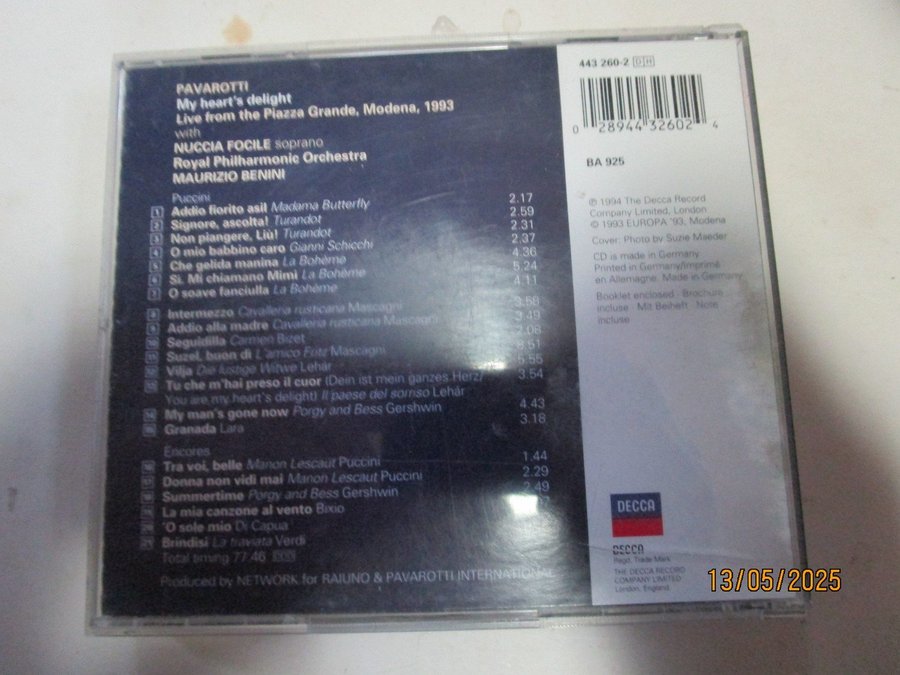 PAVAROTTI
My heart's delight
Live from the Piazza Grande, Modena, 1993
with
NUCCIA FOCILE soprano
Royal Philharmonic Orchestra
MAURIZIO BENINI
Puccini
1 Addio fiorito asil Madama Butterfly 2.17
2 Signore, ascolta! Turandot 2.59
3 Non piangere, Liù! Turandot 2.31
4 O mio babbino caro Gianni Schicchi 2.37
5 Che gelida manina La Bohème 4.36
6 Sì. Mi chiamano Mimì La Bohème 5.24
7 O soave fanciulla La Bohème 4.11
8 Intermezzo Cavalleria rusticana Mascagni 3.58
9 Addio alla madre Cavalleria rusticana Mascagni 3.49
10 Seguidilla Carmen Bizet 2.08
11 Suzel, buon dì L'amico Fritz Mascagni 8.51
12 Vilja Die lustige Witwe Lehár 5.55
13 Tu che m'hai preso il cuor (Dein ist mein ganzes Herz/ 3.54
You are my heart's delight) Il paese del sorriso Lehár
14 My man's gone now Porgy and Bess Gershwin 4.43
15 Granada Lara 3.18
Encores
16 Tra voi, belle Manon Lescaut Puccini 1.44
17 Donna non vidi mai Manon Lescaut Puccini 2.29
18 Summertime Porgy and Bess Gershwin 2.49
19 La mia canzone al vento Bixio
20 'O sole mio Di Capua
21 Brindisi La traviata Verdi
Total timing 77.46 DDD
Produced by NETWORK for RAIUNO & PAVAROTTI INTERNATIONAL
443 260-2 DH
0 28944 32602 4
BA 925
℗ 1994 The Decca Record
Company Limited, London
© 1993 EUROPA '93, Modena
Cover: Photo by Suzie Maeder
CD is made in Germany
Printed in Germany/Imprimé
en Allemagne. Made in Germany
Booklet enclosed · Brochure
incluse · Mit Beiheft · Note
incluse
DECCA
DECCA
Regd. Trade Mark
THE DECCA RECORD
COMPANY LIMITED
London, England
13/05/2025